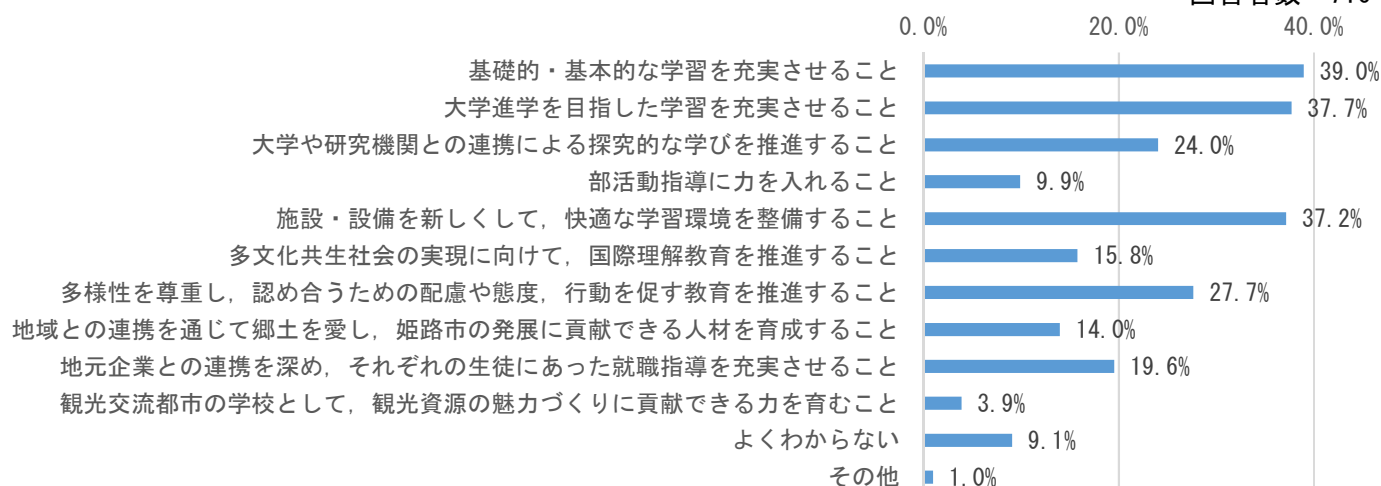 0.0% 20.0% 40.0%
基礎的・基本的な学習を充実させること 39.0%
大学進学を目指した学習を充実させること 37.7%
大学や研究機関との連携による探究的な学びを推進すること 24.0%
部活動指導に力を入れること 9.9%
施設・設備を新しくして，快適な学習環境を整備すること 37.2%
多文化共生社会の実現に向けて，国際理解教育を推進すること 15.8%
多様性を尊重し，認め合うための配慮や態度，行動を促す教育を推進すること 27.7%
地域との連携を通じて郷土を愛し，姫路市の発展に貢献できる人材を育成すること 14.0%
地元企業との連携を深め，それぞれの生徒にあった就職指導を充実させること 19.6%
観光交流都市の学校として，観光資源の魅力づくりに貢献できる力を育むこと 3.9%
よくわからない 9.1%
その他 1.0%